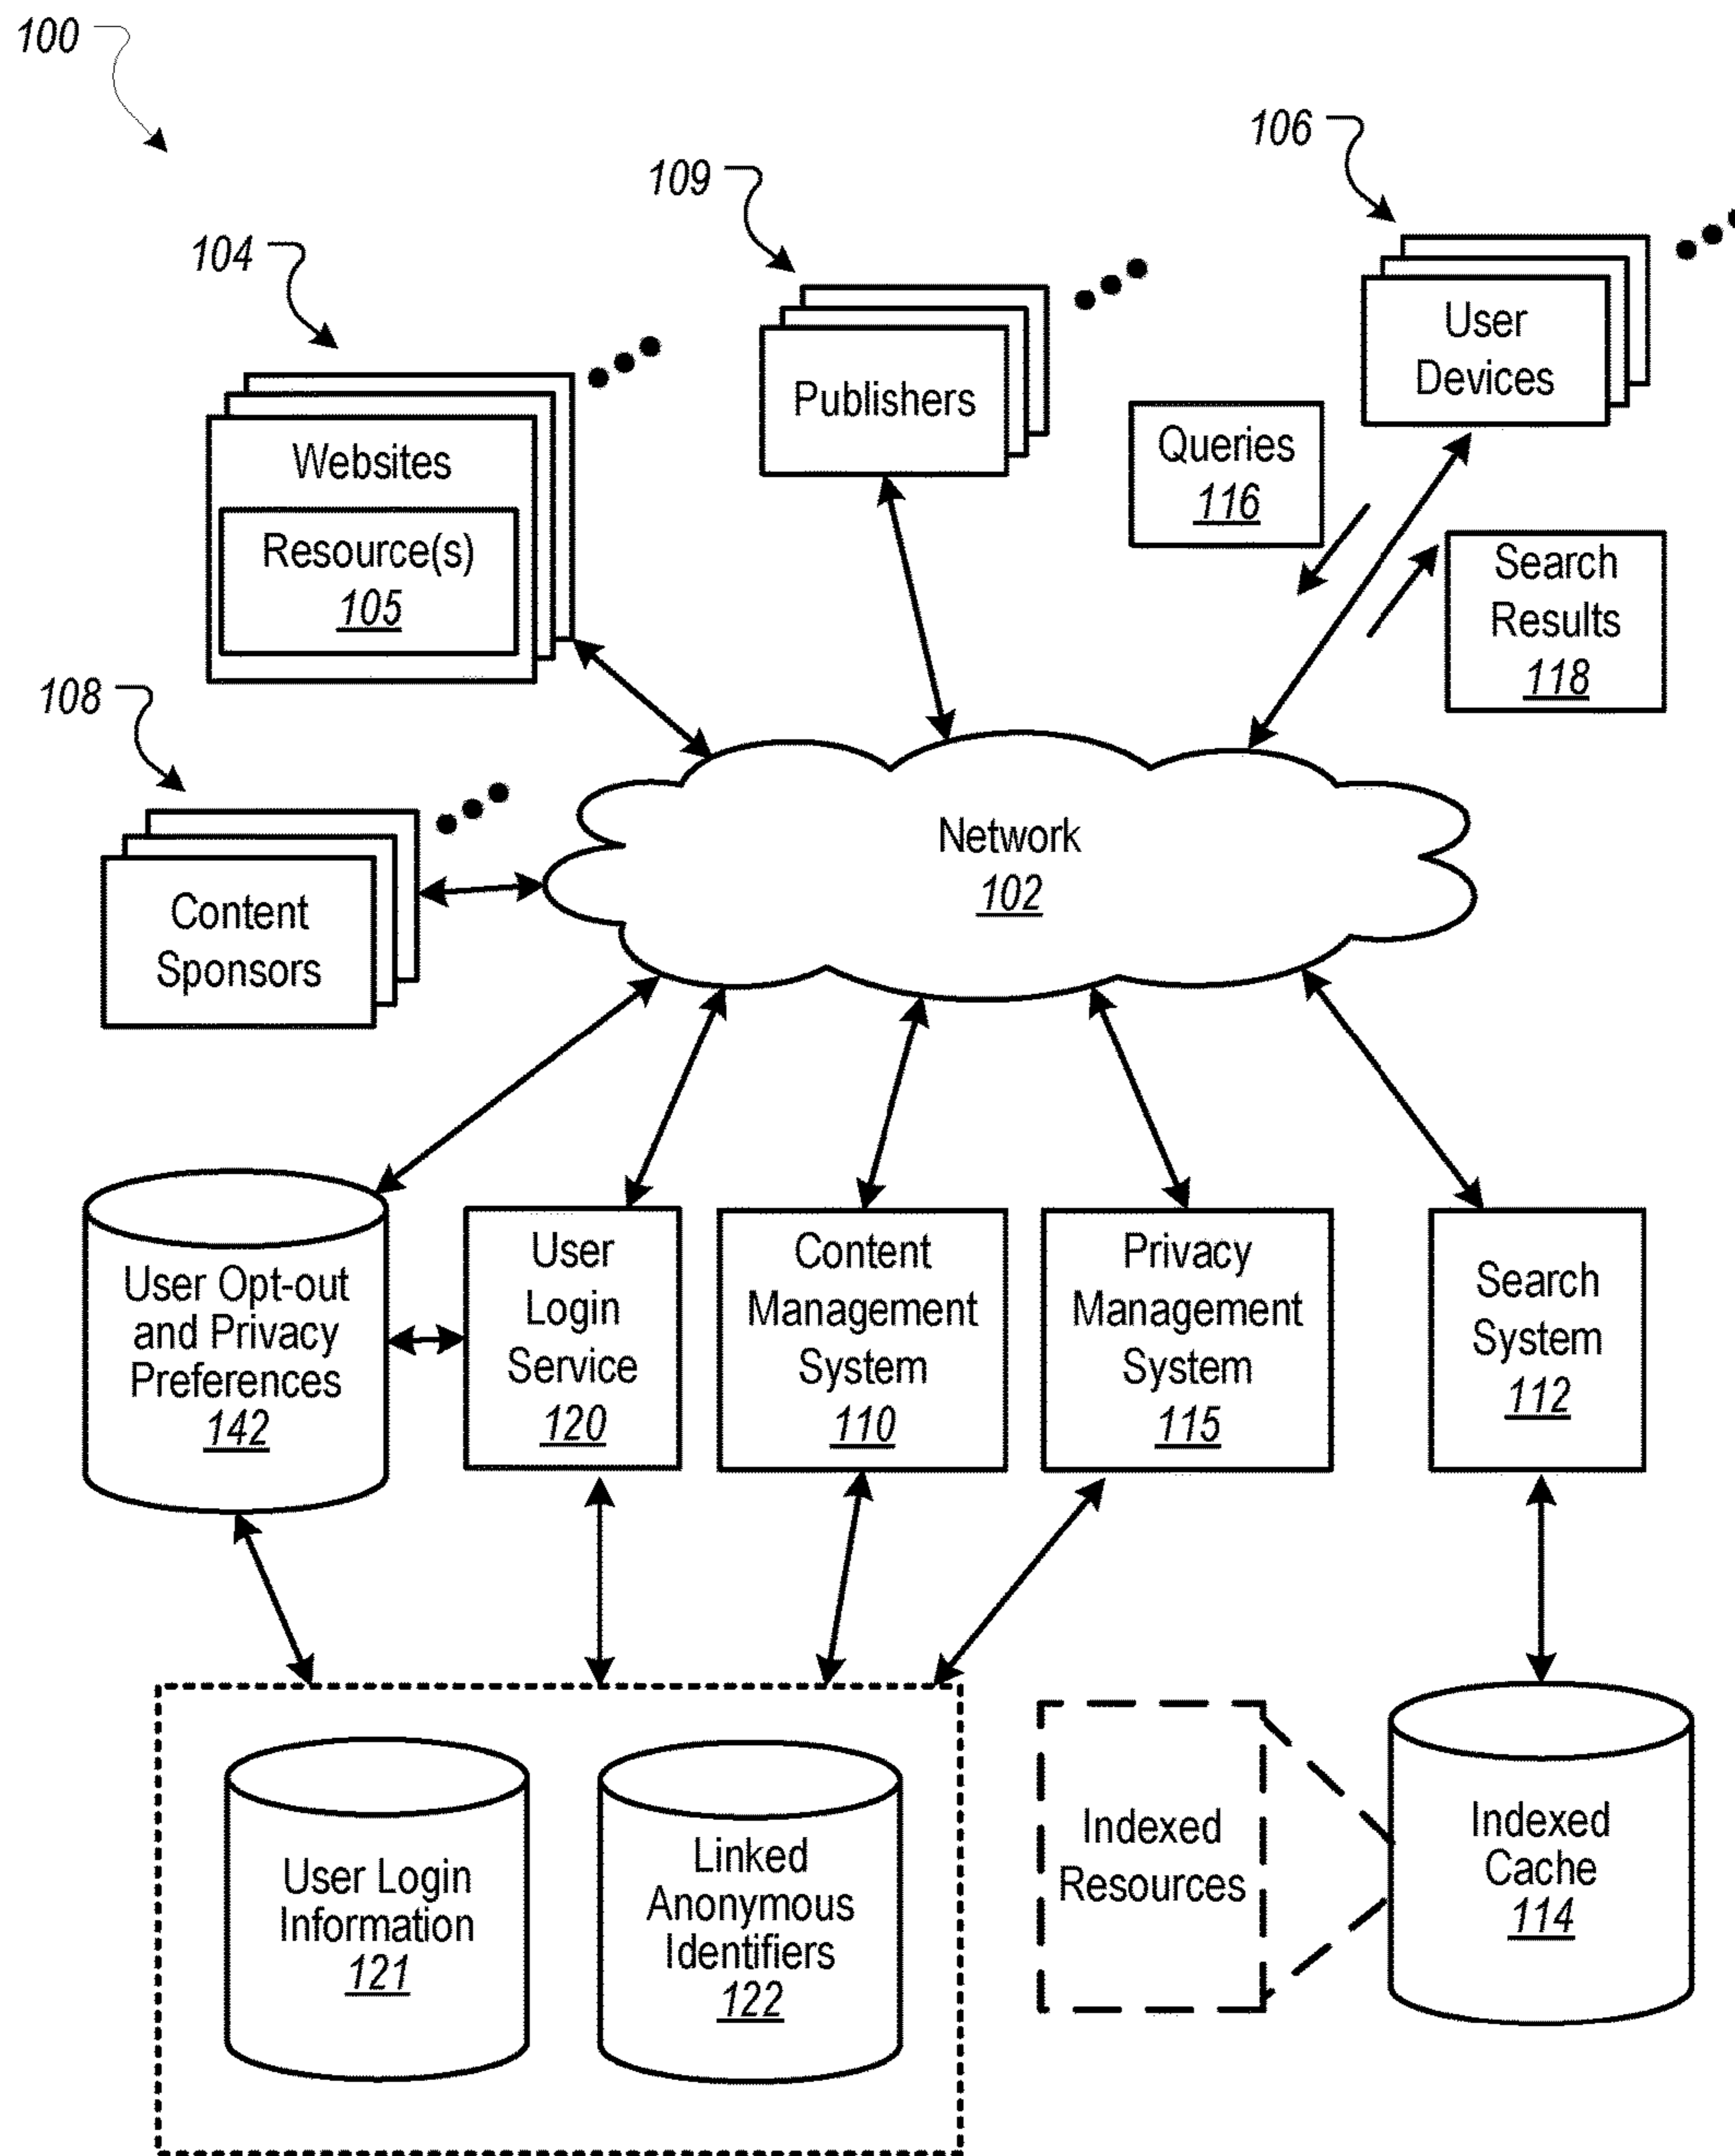 100
106
109
104
User
Devices
Publishers
Queries
116
Websites
Resource(s)
105
Search
Results
118
108
Network
102
Content
Sponsors
User Opt-out
and Privacy
Preferences
142
User
Login
Service
120
Content
Management
System
110
Privacy
Management
System
115
Search
System
112
User Login
Information
121
Linked
Anonymous
Identifiers
122
Indexed
Resources
Indexed
Cache
114